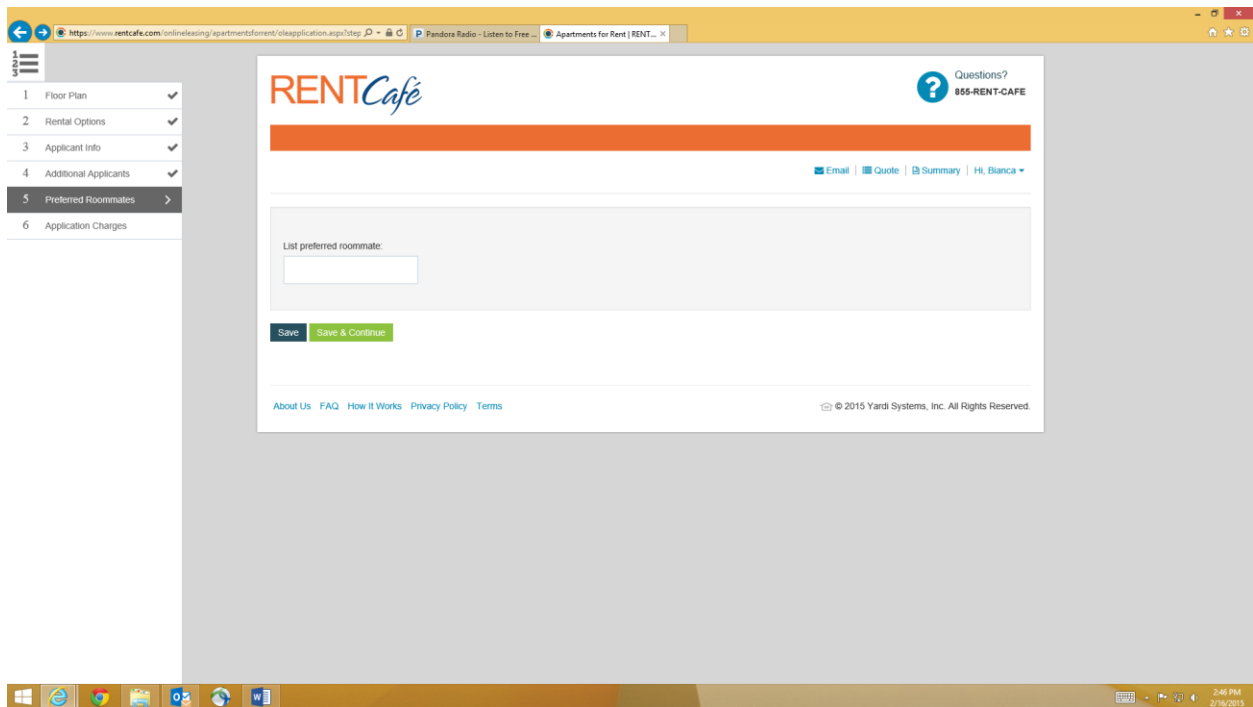 https://www.rentcafe.com/onlineleasing/apartmentsforrent/oleapplication.aspx?step
Pandora Radio - Listen to Free ...
Apartments for Rent | RENT...
1 Floor Plan
2 Rental Options
3 Applicant Info
4 Additional Applicants
5 Preferred Roommates
6 Application Charges
RENTCafé
Questions?
855-RENT-CAFE
Email | Quote | Summary | Hi, Bianca
List preferred roommate:
Save Save & Continue
About Us FAQ How It Works Privacy Policy Terms
© 2015 Yardi Systems, Inc. All Rights Reserved.
2:46 PM
2/16/2015